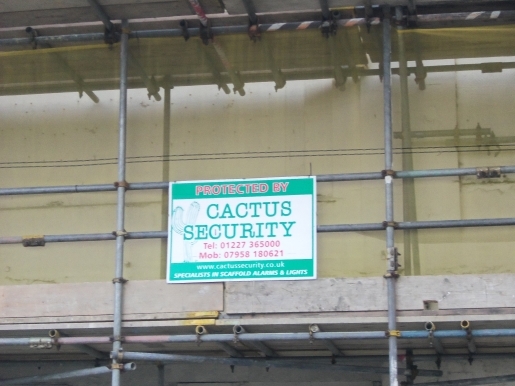 PROTECTED BY
CACTUS
SECURITY
Tel: 01227 365000
Mob: 07958 180621
www.cactussecurity.co.uk
SPECIALISTS IN SCAFFOLD ALARMS & LIGHTS